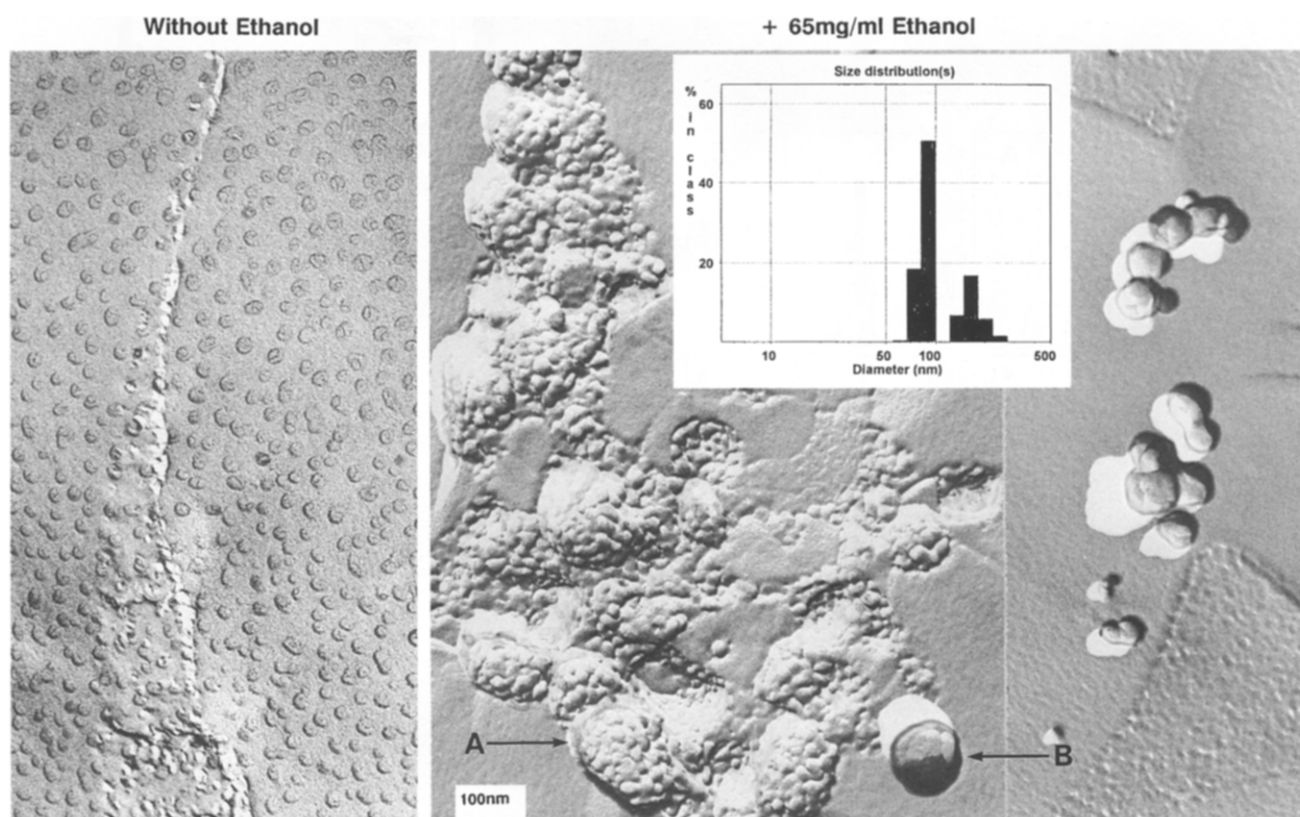 Without Ethanol
+ 65mg/ml Ethanol
Size distribution(s)
% in class
60
40
20
10
50
100
500
Diameter (nm)
A
B
100nm